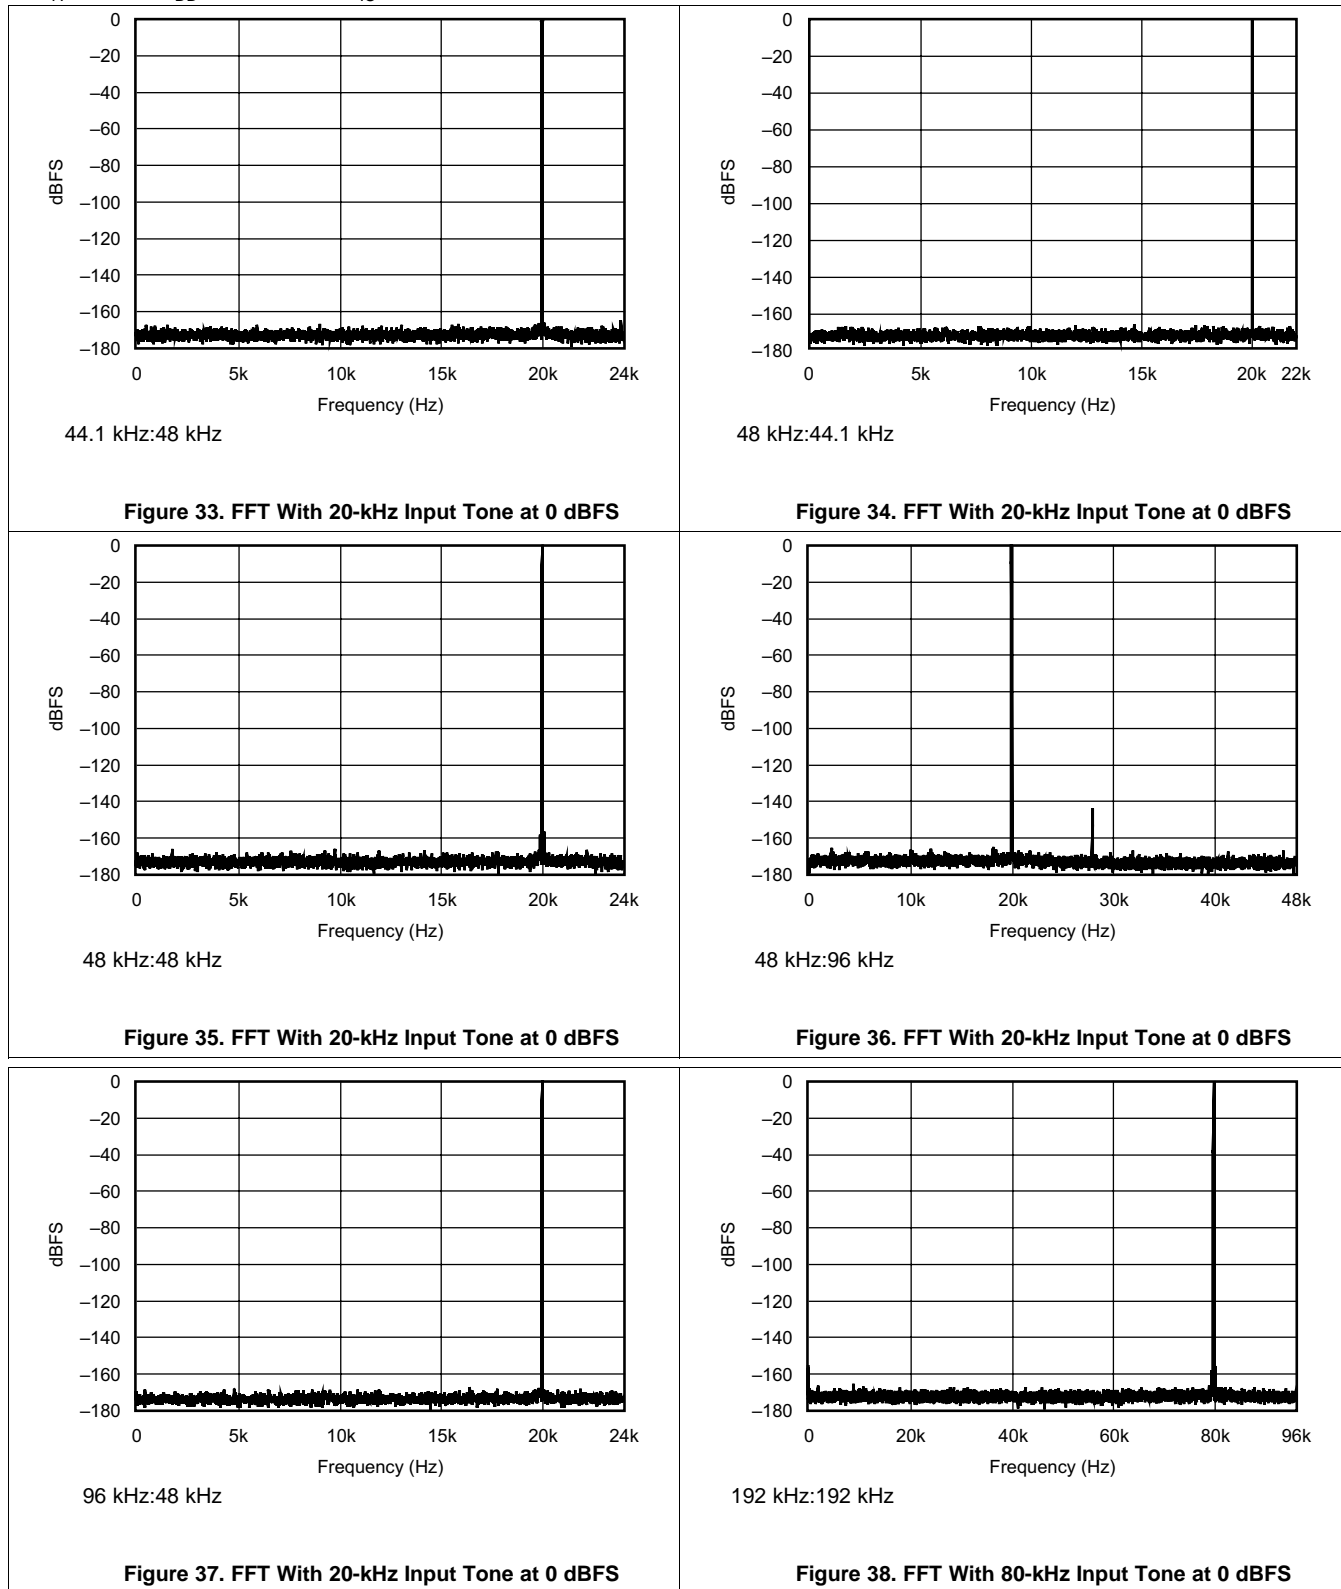 0
–20
–40
–60
–80
–100
–120
–140
–160
–180
dBFS
0 5k 10k 15k 20k 24k
Frequency (Hz)
44.1 kHz:48 kHz
Figure 33. FFT With 20-kHz Input Tone at 0 dBFS
0
–20
–40
–60
–80
–100
–120
–140
–160
–180
dBFS
0 5k 10k 15k 20k 22k
Frequency (Hz)
48 kHz:44.1 kHz
Figure 34. FFT With 20-kHz Input Tone at 0 dBFS
0
–20
–40
–60
–80
–100
–120
–140
–160
–180
dBFS
0 5k 10k 15k 20k 24k
Frequency (Hz)
48 kHz:48 kHz
Figure 35. FFT With 20-kHz Input Tone at 0 dBFS
0
–20
–40
–60
–80
–100
–120
–140
–160
–180
dBFS
0 10k 20k 30k 40k 48k
Frequency (Hz)
48 kHz:96 kHz
Figure 36. FFT With 20-kHz Input Tone at 0 dBFS
0
–20
–40
–60
–80
–100
–120
–140
–160
–180
dBFS
0 5k 10k 15k 20k 24k
Frequency (Hz)
96 kHz:48 kHz
Figure 37. FFT With 20-kHz Input Tone at 0 dBFS
0
–20
–40
–60
–80
–100
–120
–140
–160
–180
dBFS
0 20k 40k 60k 80k 96k
Frequency (Hz)
192 kHz:192 kHz
Figure 38. FFT With 80-kHz Input Tone at 0 dBFS